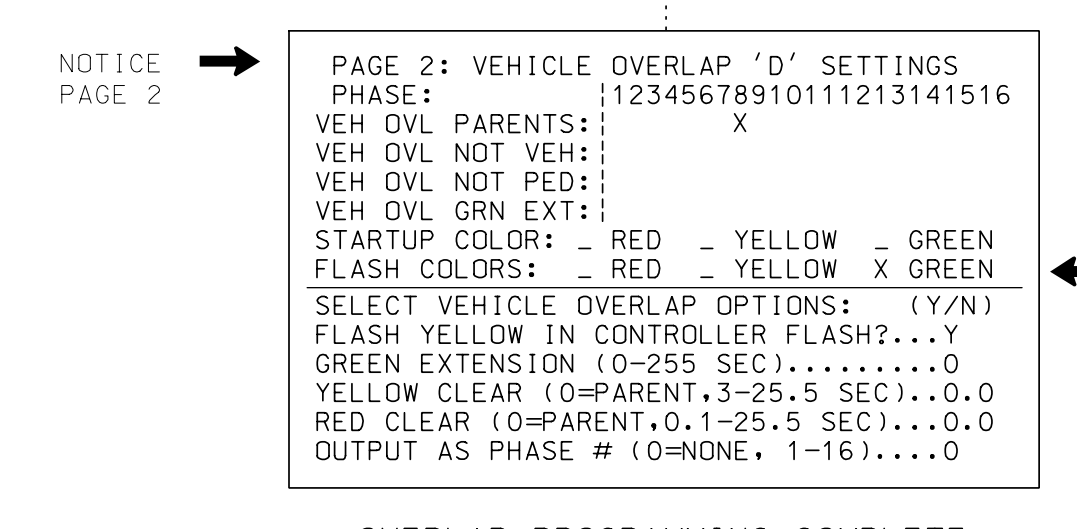 NOTICE
PAGE 2
PAGE 2: VEHICLE OVERLAP 'D' SETTINGS
PHASE: 12345678910111213141516
VEH OVL PARENTS: X
VEH OVL NOT VEH:
VEH OVL NOT PED:
VEH OVL GRN EXT:
STARTUP COLOR: _ RED _ YELLOW _ GREEN
FLASH COLORS: _ RED _ YELLOW X GREEN
SELECT VEHICLE OVERLAP OPTIONS: (Y/N)
FLASH YELLOW IN CONTROLLER FLASH?...Y
GREEN EXTENSION (0-255 SEC).........0
YELLOW CLEAR (0=PARENT,3-25.5 SEC)..0.0
RED CLEAR (0=PARENT,0.1-25.5 SEC)...0.0
OUTPUT AS PHASE # (0=NONE, 1-16)....0